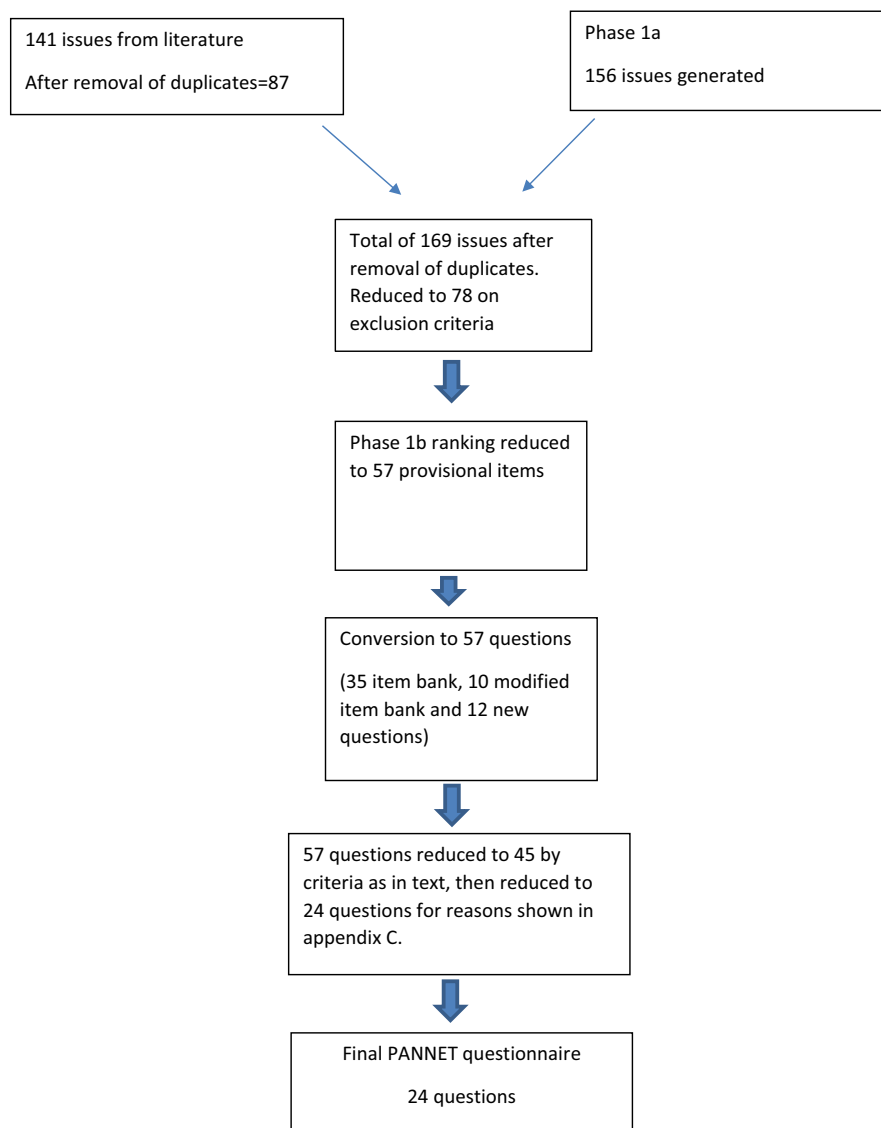 141 issues from literature
After removal of duplicates=87
Phase 1a
156 issues generated
Total of 169 issues after
removal of duplicates.
Reduced to 78 on
exclusion criteria
Phase 1b ranking reduced
to 57 provisional items
Conversion to 57 questions
(35 item bank, 10 modified
item bank and 12 new
questions)
57 questions reduced to 45 by
criteria as in text, then reduced to
24 questions for reasons shown in
appendix C.
Final PANNET questionnaire
24 questions